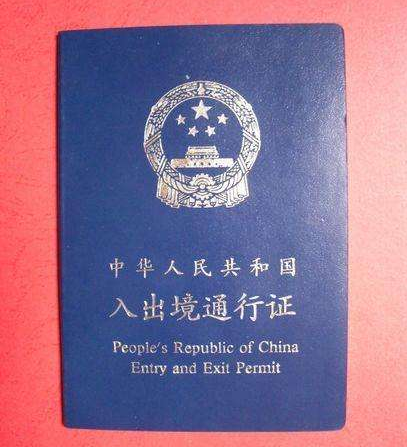 中华人民共和国
入出境通行证
People's Republic of China
Entry and Exit Permit